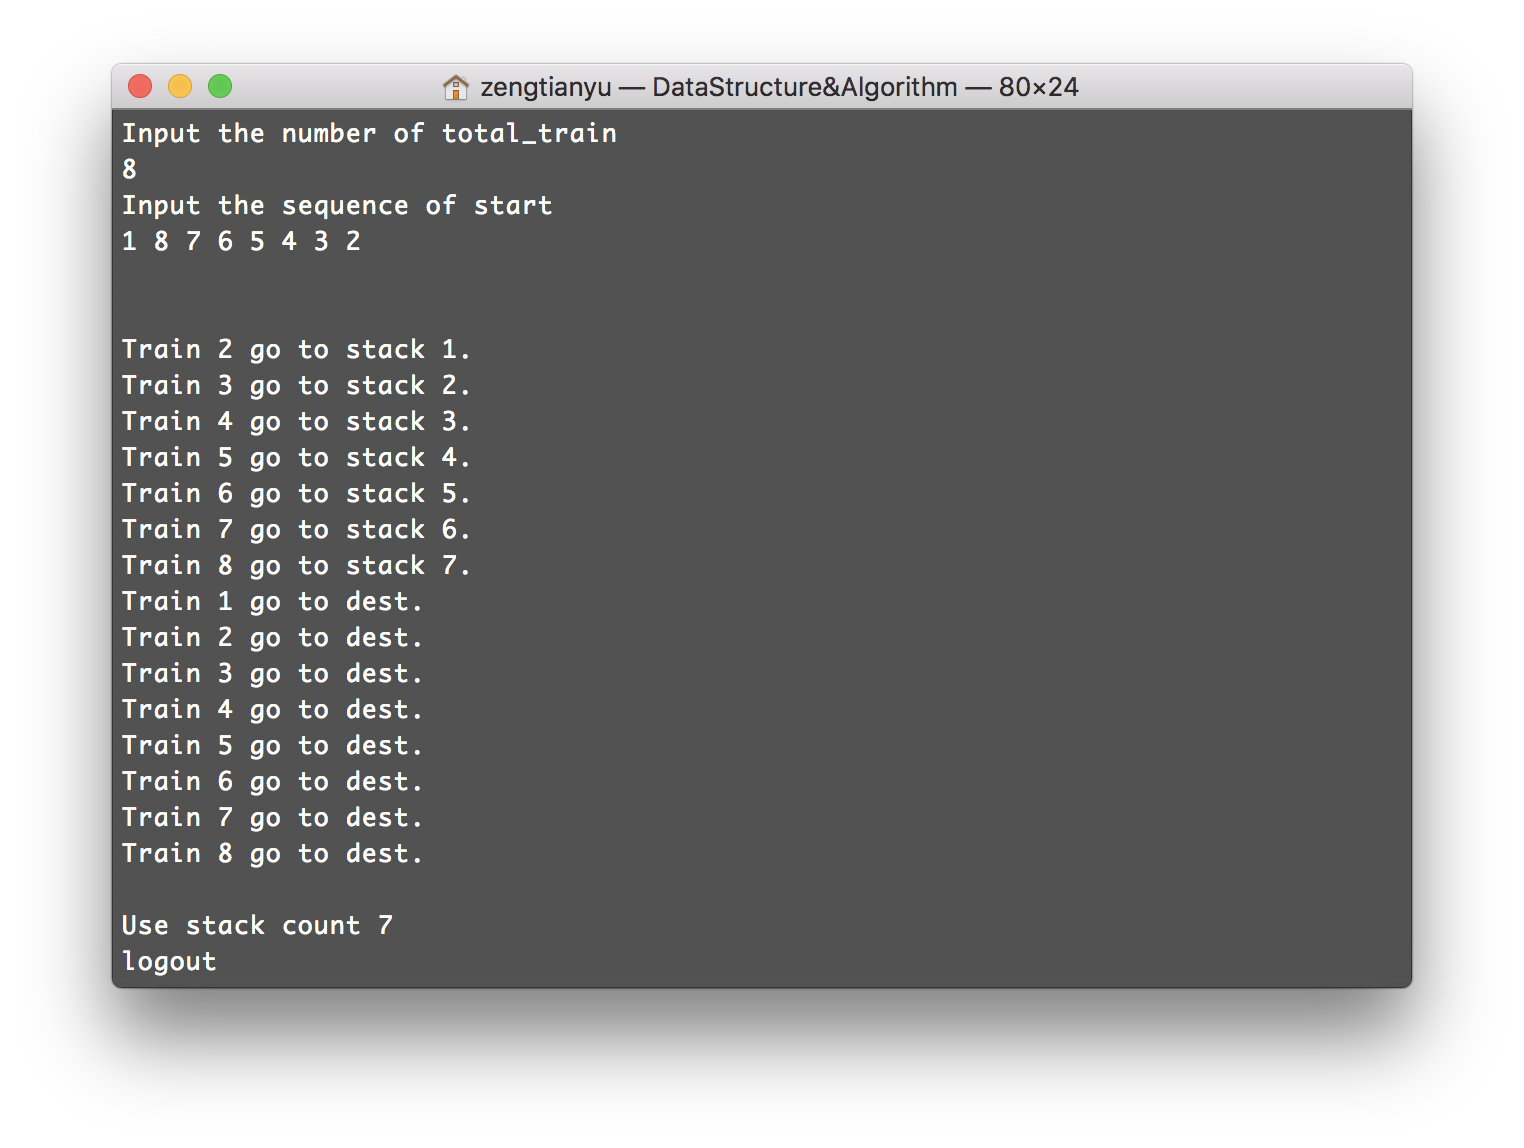 zengtianyu — DataStructure&Algorithm — 80×24
Input the number of total_train
8
Input the sequence of start
1 8 7 6 5 4 3 2
Train 2 go to stack 1.
Train 3 go to stack 2.
Train 4 go to stack 3.
Train 5 go to stack 4.
Train 6 go to stack 5.
Train 7 go to stack 6.
Train 8 go to stack 7.
Train 1 go to dest.
Train 2 go to dest.
Train 3 go to dest.
Train 4 go to dest.
Train 5 go to dest.
Train 6 go to dest.
Train 7 go to dest.
Train 8 go to dest.
Use stack count 7
logout